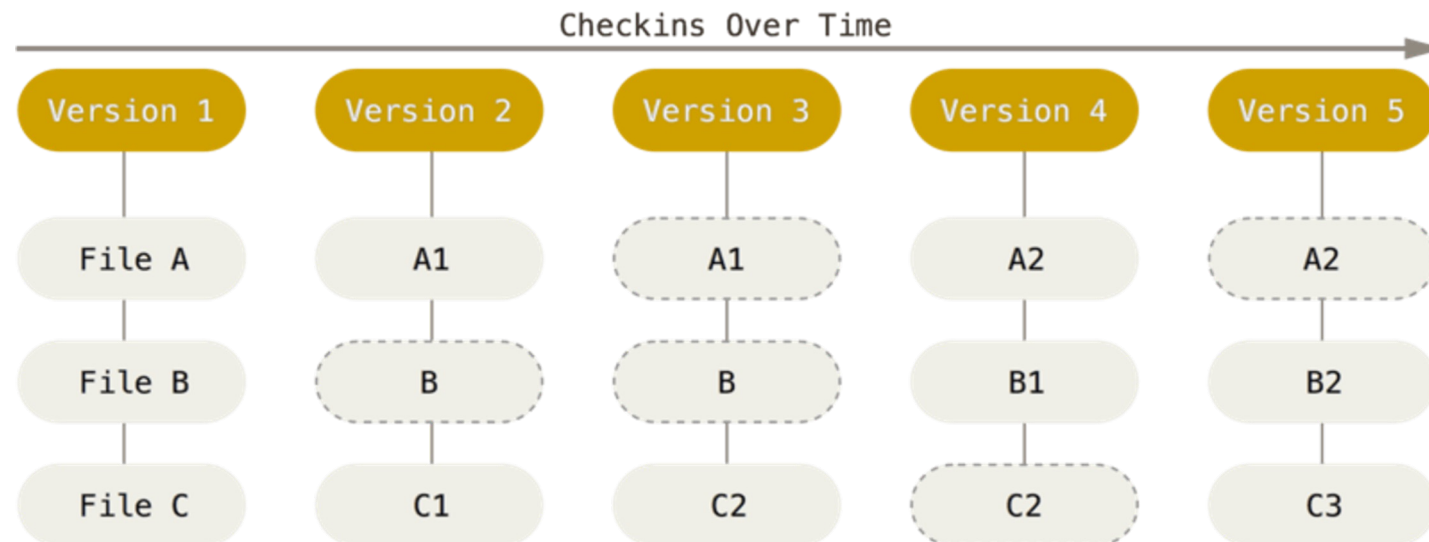 Checkins Over Time
Version 1 Version 2 Version 3 Version 4 Version 5
File A A1 A1 A2 A2
File B B B B1 B2
File C C1 C2 C2 C3